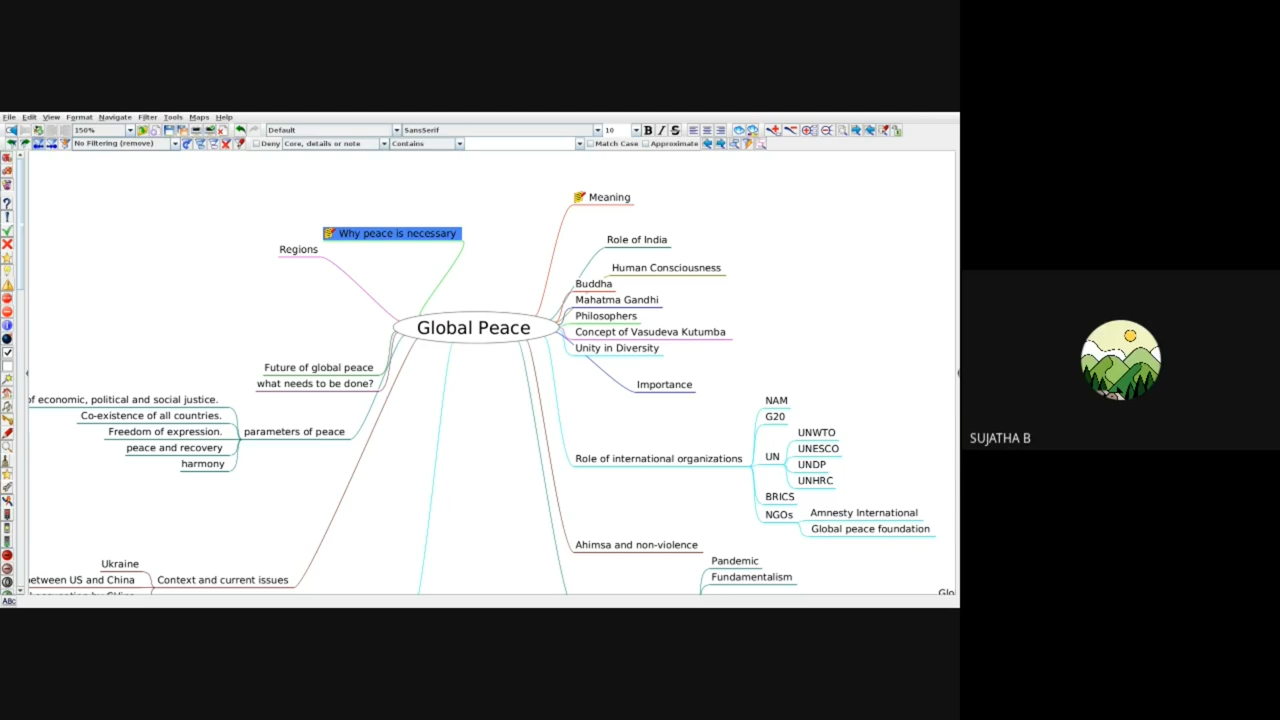 File Edit View Format Navigate Filter Tools Maps Help
150% Default SansSerif 10 B I S
No Filtering (remove) Deny Core, details or note Contains Match Case Approximate
Meaning
Why peace is necessary
Role of India
Regions
Human Consciousness
Buddha
Mahatma Gandhi
Philosophers
Global Peace
Concept of Vasudeva Kutumba
Unity in Diversity
Future of global peace
what needs to be done?
Importance
of economic, political and social justice.
Co-existence of all countries.
Freedom of expression.
parameters of peace
peace and recovery
harmony
NAM
G20
UNWTO
UNESCO
UN
Role of international organizations
UNDP
UNHRC
BRICS
NGOs
Amnesty International
Global peace foundation
Ahimsa and non-violence
Pandemic
Fundamentalism
Ukraine
between US and China
Context and current issues
Glo
ABC
SUJATHA B